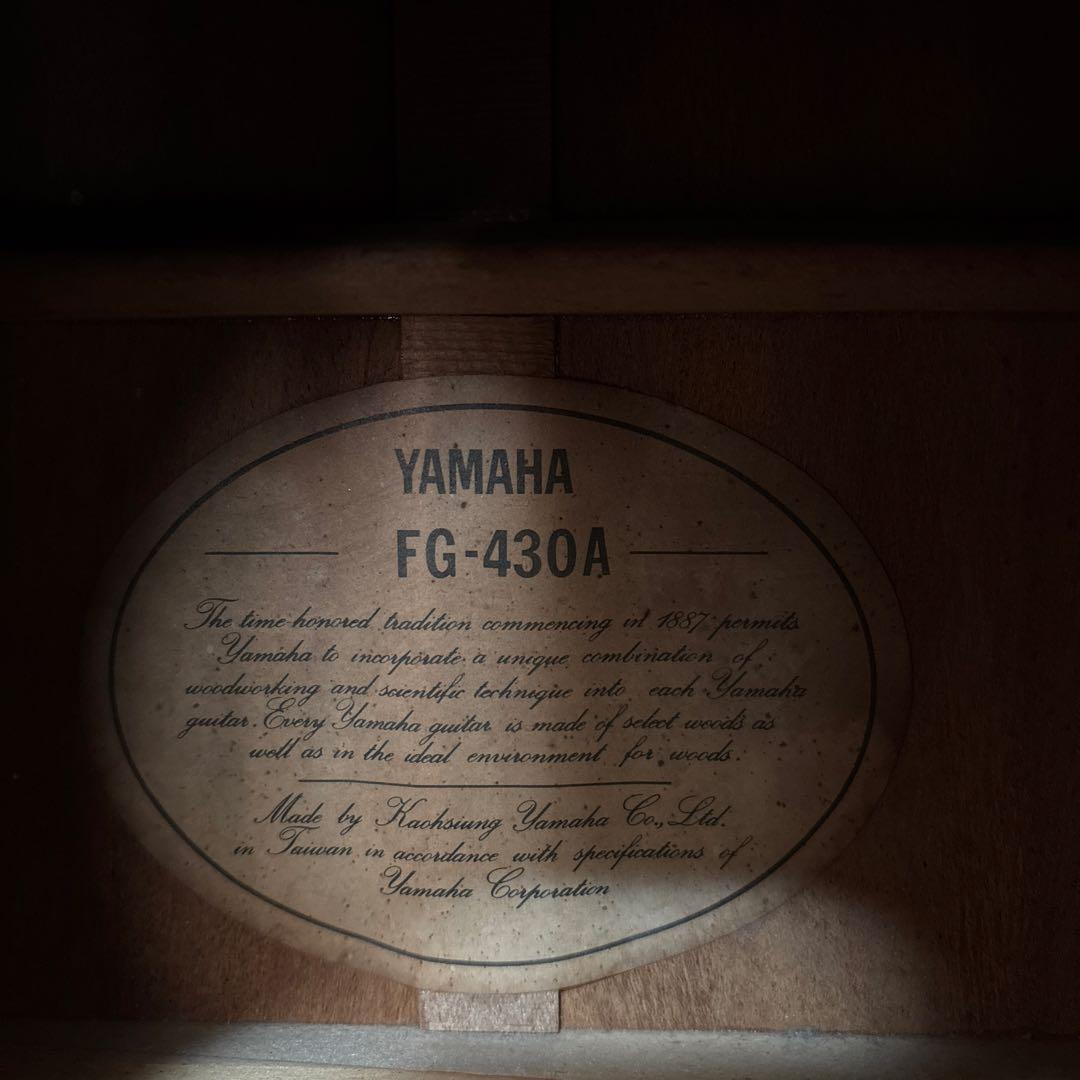 YAMAHA
FG-430A
The time-honored tradition commencing in 1887 permits
Yamaha to incorporate a unique combination of
woodworking and scientific technique into each Yamaha
guitar. Every Yamaha guitar is made of select woods as
well as in the ideal environment for woods.
Made by Kaohsiung Yamaha Co., Ltd.
in Taiwan in accordance with specifications of
Yamaha Corporation